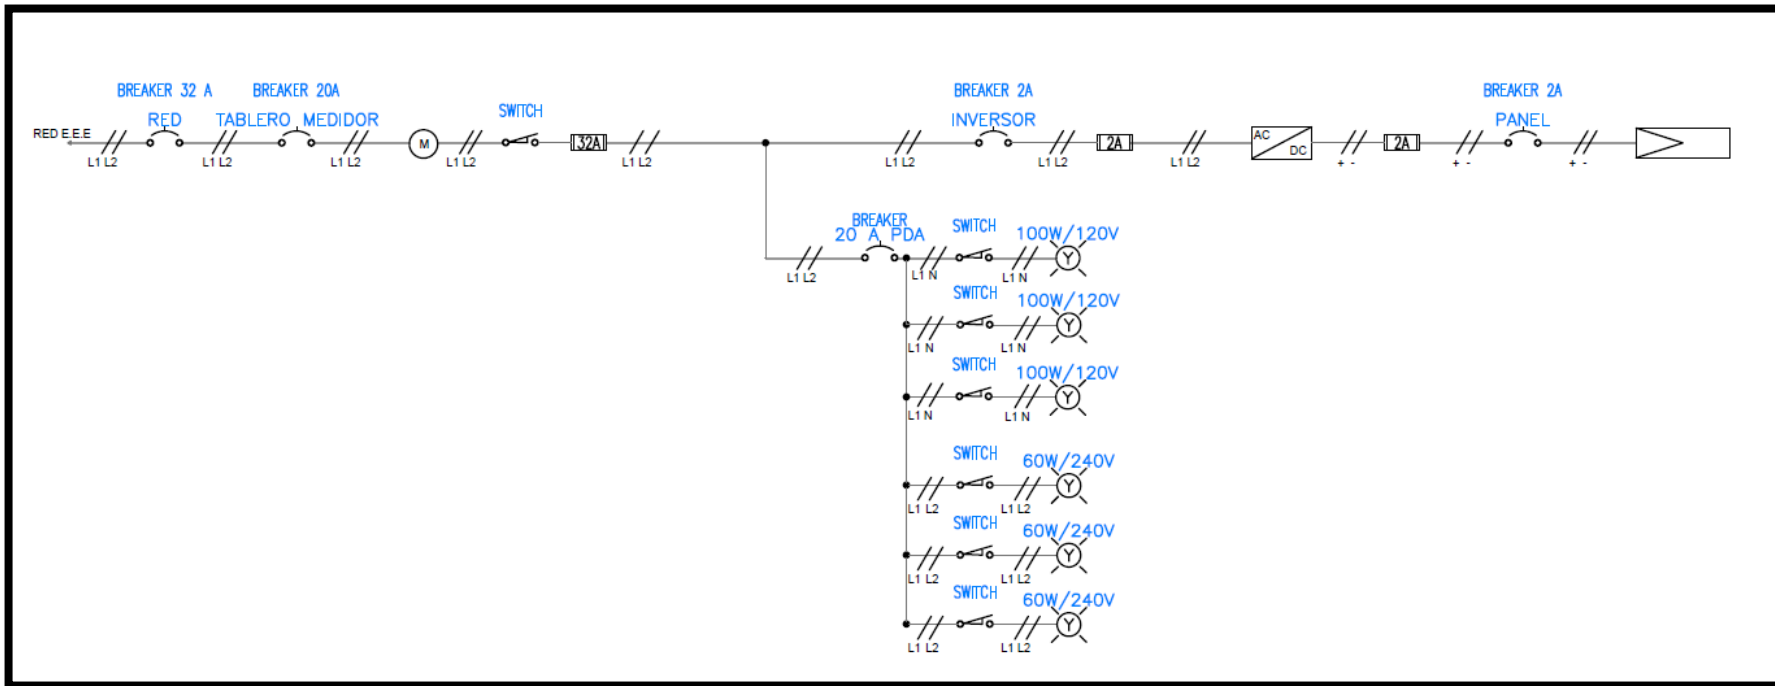 BREAKER 32 A
RED
BREAKER 20A
TABLERO MEDIDOR
SWITCH
BREAKER 2A
INVERSOR
BREAKER 2A
PANEL
RED E.E.E
L1 L2
L1 L2
L1 L2
M
L1 L2
32A
L1 L2
L1 L2
L1 L2
2A
L1 L2
AC
DC
+ -
2A
+ -
+ -
BREAKER
20 A PDA
L1 L2
SWITCH
100W/120V
L1 N
L1 N
Y
SWITCH
100W/120V
L1 N
L1 N
Y
SWITCH
100W/120V
L1 N
L1 N
Y
SWITCH
60W/240V
L1 L2
L1 L2
Y
SWITCH
60W/240V
L1 L2
L1 L2
Y
SWITCH
60W/240V
L1 L2
L1 L2
Y